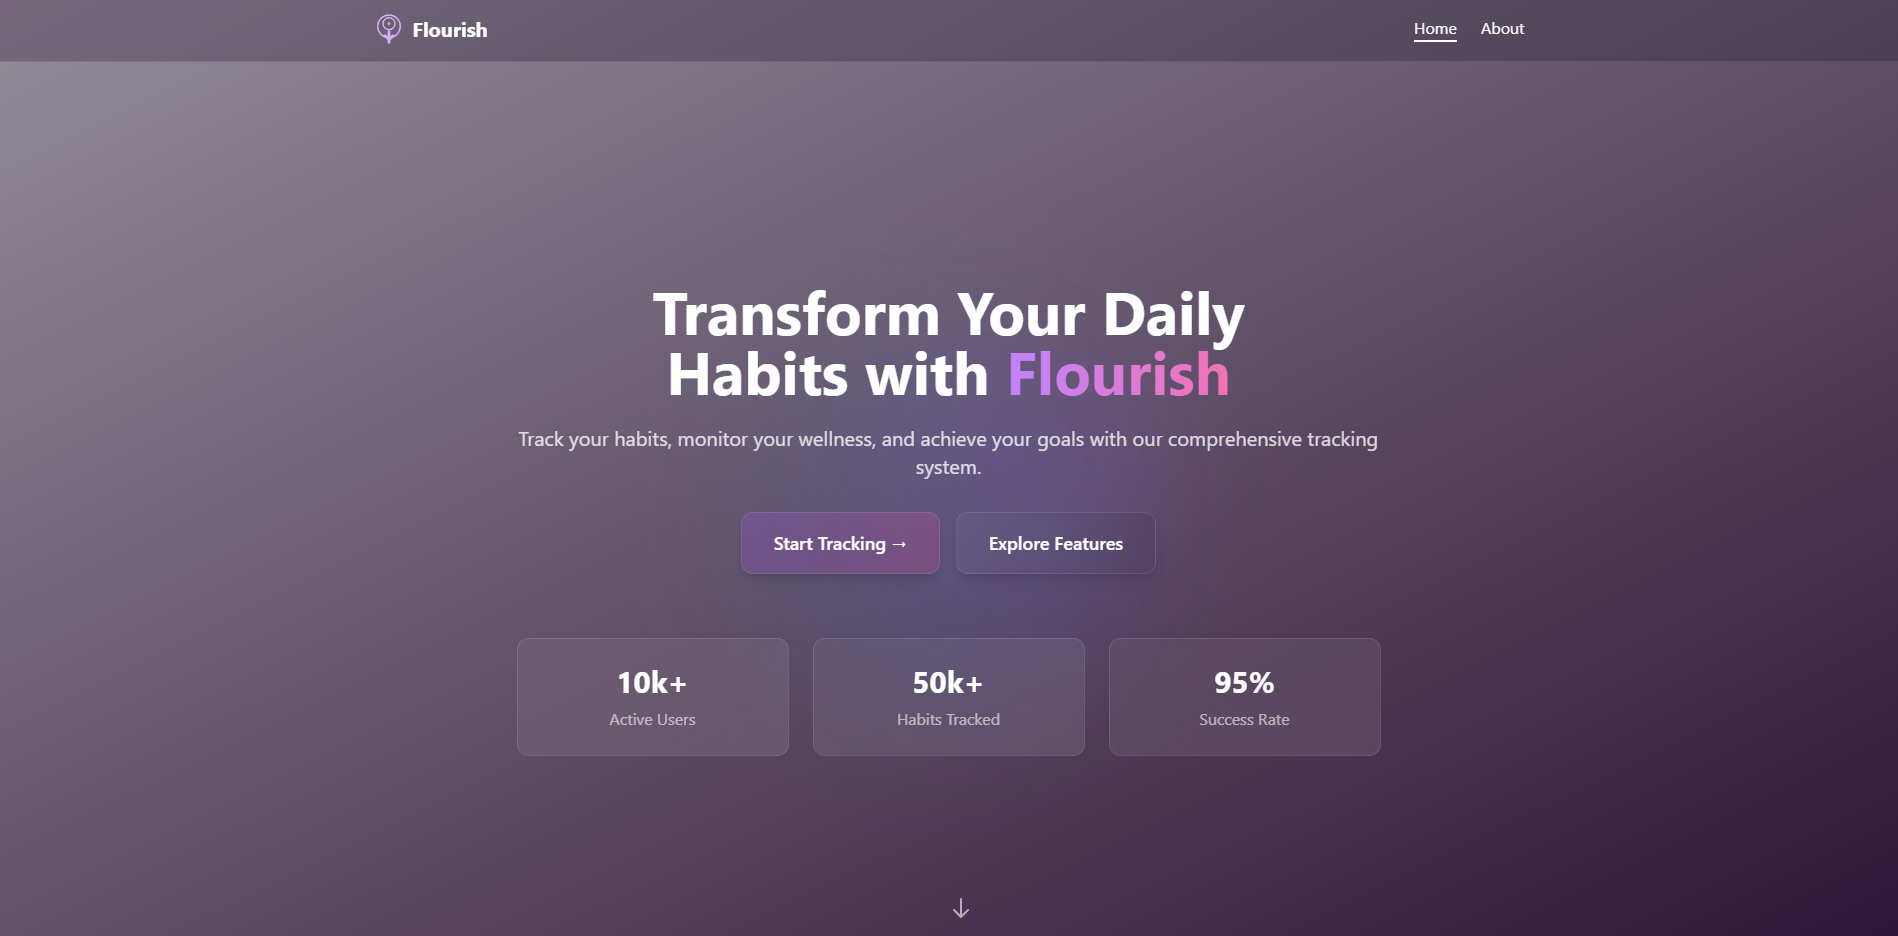 Flourish
Home
About
Transform Your Daily
Habits with Flourish
Track your habits, monitor your wellness, and achieve your goals with our comprehensive tracking
system.
Start Tracking →
Explore Features
10k+
Active Users
50k+
Habits Tracked
95%
Success Rate